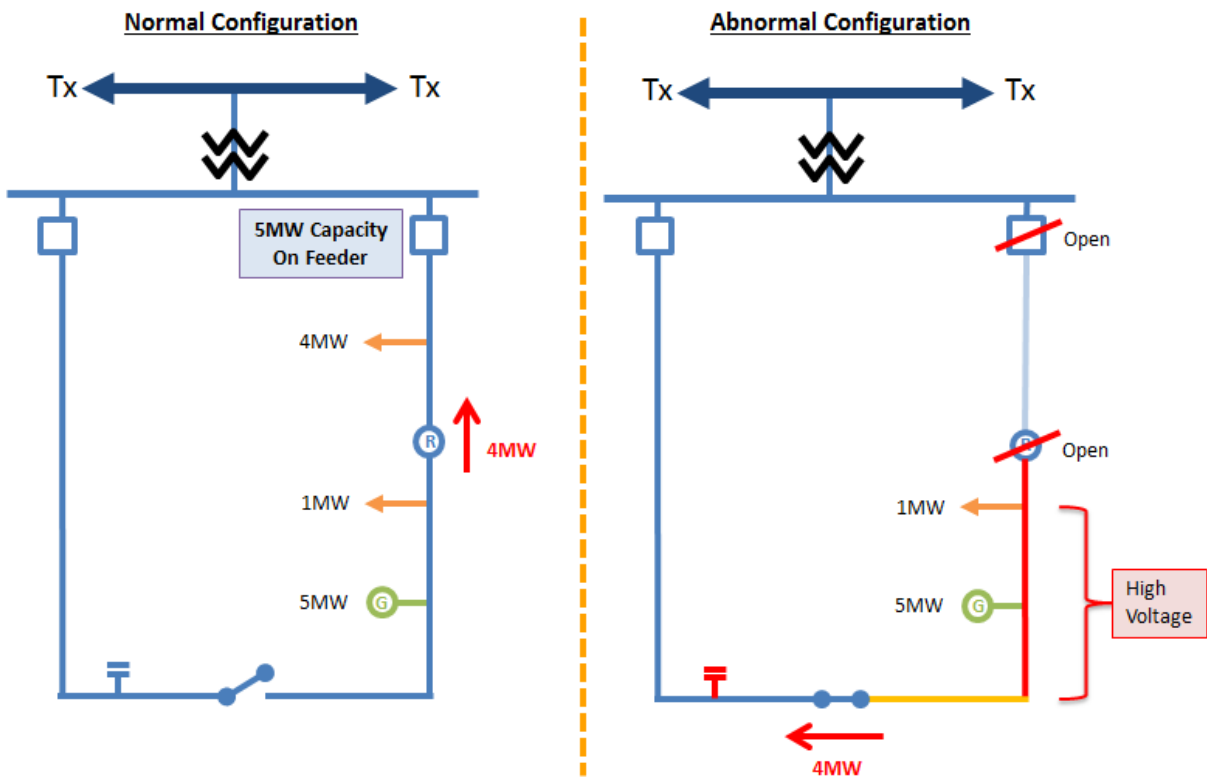 Normal Configuration
Tx
Tx
5MW Capacity
On Feeder
4MW
R
4MW
1MW
5MW
G
Abnormal Configuration
Tx
Tx
Open
R
Open
1MW
5MW
G
High
Voltage
4MW